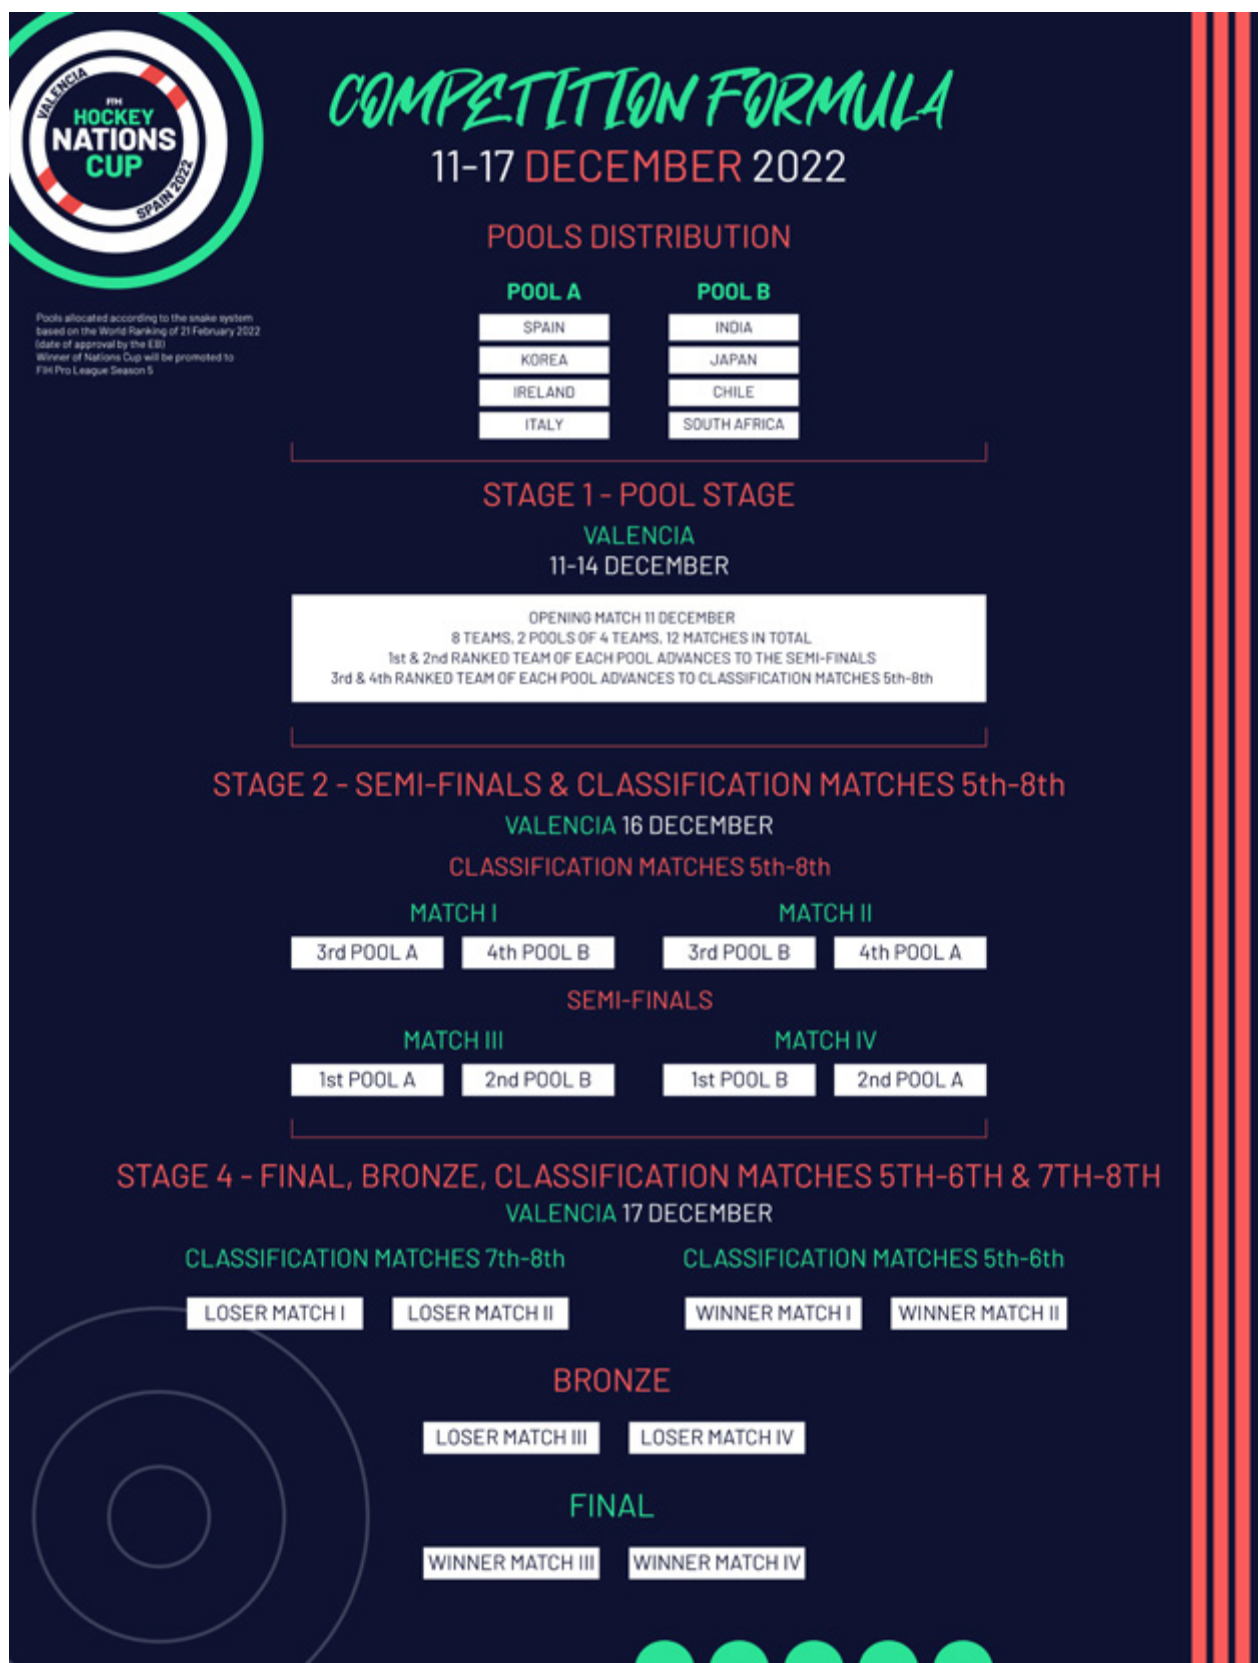 VALENCIA
FIH
HOCKEY
NATIONS
CUP
SPAIN 2022
COMPETITION FORMULA
11-17 DECEMBER 2022
Pools allocated according to the snake system
based on the World Ranking of 21 February 2022
(date of approval by the EB)
Winner of Nations Cup will be promoted to
FIH Pro League Season 5
POOLS DISTRIBUTION
POOL A POOL B
SPAIN INDIA
KOREA JAPAN
IRELAND CHILE
ITALY SOUTH AFRICA
STAGE 1 - POOL STAGE
VALENCIA
11-14 DECEMBER
OPENING MATCH 11 DECEMBER
8 TEAMS, 2 POOLS OF 4 TEAMS, 12 MATCHES IN TOTAL
1st & 2nd RANKED TEAM OF EACH POOL ADVANCES TO THE SEMI-FINALS
3rd & 4th RANKED TEAM OF EACH POOL ADVANCES TO CLASSIFICATION MATCHES 5th-8th
STAGE 2 - SEMI-FINALS & CLASSIFICATION MATCHES 5th-8th
VALENCIA 16 DECEMBER
CLASSIFICATION MATCHES 5th-8th
MATCH I MATCH II
3rd POOL A 4th POOL B 3rd POOL B 4th POOL A
SEMI-FINALS
MATCH III MATCH IV
1st POOL A 2nd POOL B 1st POOL B 2nd POOL A
STAGE 4 - FINAL, BRONZE, CLASSIFICATION MATCHES 5TH-6TH & 7TH-8TH
VALENCIA 17 DECEMBER
CLASSIFICATION MATCHES 7th-8th CLASSIFICATION MATCHES 5th-6th
LOSER MATCH I LOSER MATCH II WINNER MATCH I WINNER MATCH II
BRONZE
LOSER MATCH III LOSER MATCH IV
FINAL
WINNER MATCH III WINNER MATCH IV